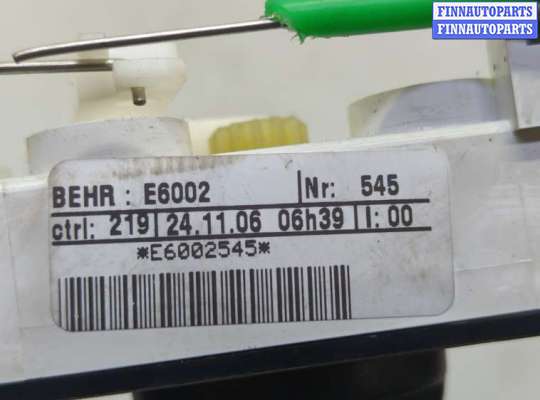 FINNAUTOPARTS
FINNAUTOPARTS
BEHR : E6002 Nr: 545
ctrl: 219 24.11.06 06h39 I: 00
*E6002545*